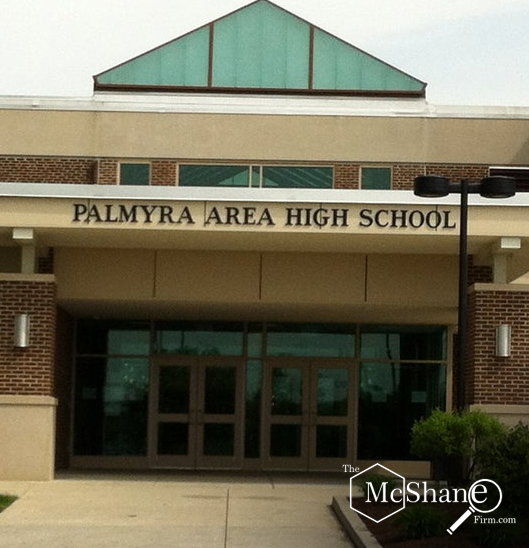 PALMYRA AREA HIGH SCHOOL
The
McShane
Firm.com